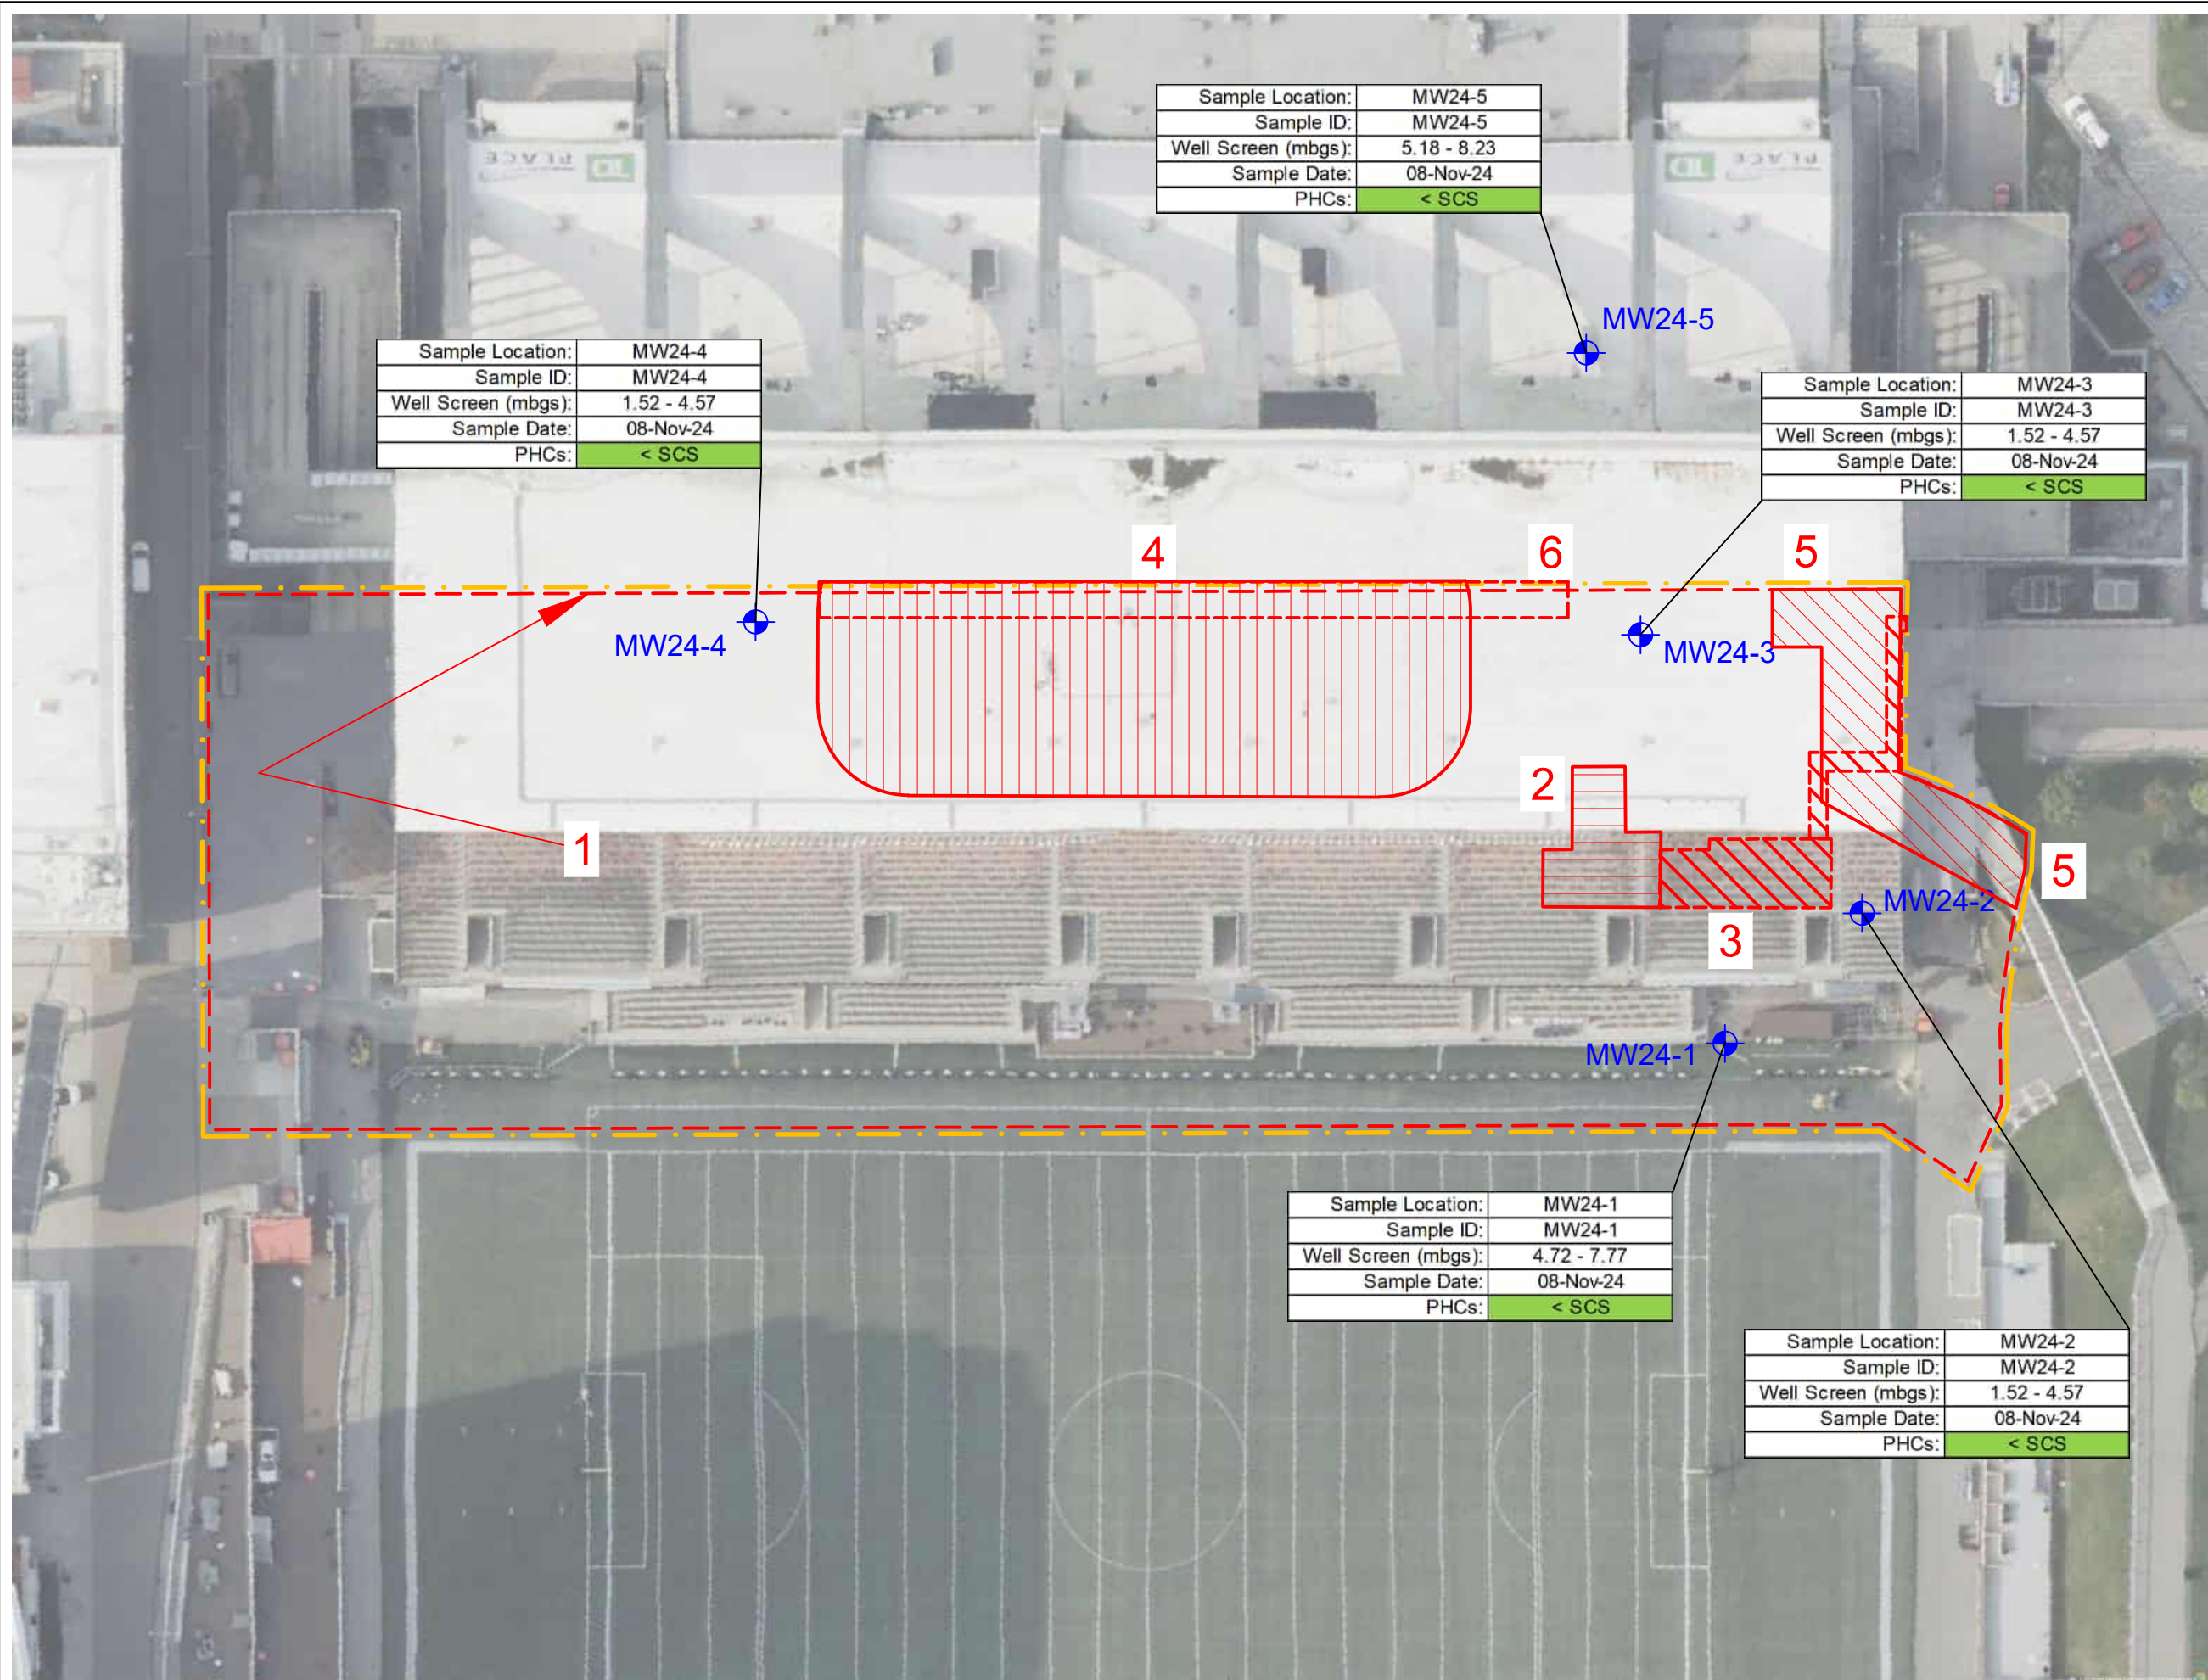 Sample Location: MW24-5
Sample ID: MW24-5
Well Screen (mbgs): 5.18 - 8.23
Sample Date: 08-Nov-24
PHCs: < SCS
TD PLACE
TD PLACE
MW24-5
Sample Location: MW24-4
Sample ID: MW24-4
Well Screen (mbgs): 1.52 - 4.57
Sample Date: 08-Nov-24
PHCs: < SCS
Sample Location: MW24-3
Sample ID: MW24-3
Well Screen (mbgs): 1.52 - 4.57
Sample Date: 08-Nov-24
PHCs: < SCS
4
6
5
MW24-4
MW24-3
2
1
5
MW24-2
3
MW24-1
Sample Location: MW24-1
Sample ID: MW24-1
Well Screen (mbgs): 4.72 - 7.77
Sample Date: 08-Nov-24
PHCs: < SCS
Sample Location: MW24-2
Sample ID: MW24-2
Well Screen (mbgs): 1.52 - 4.57
Sample Date: 08-Nov-24
PHCs: < SCS